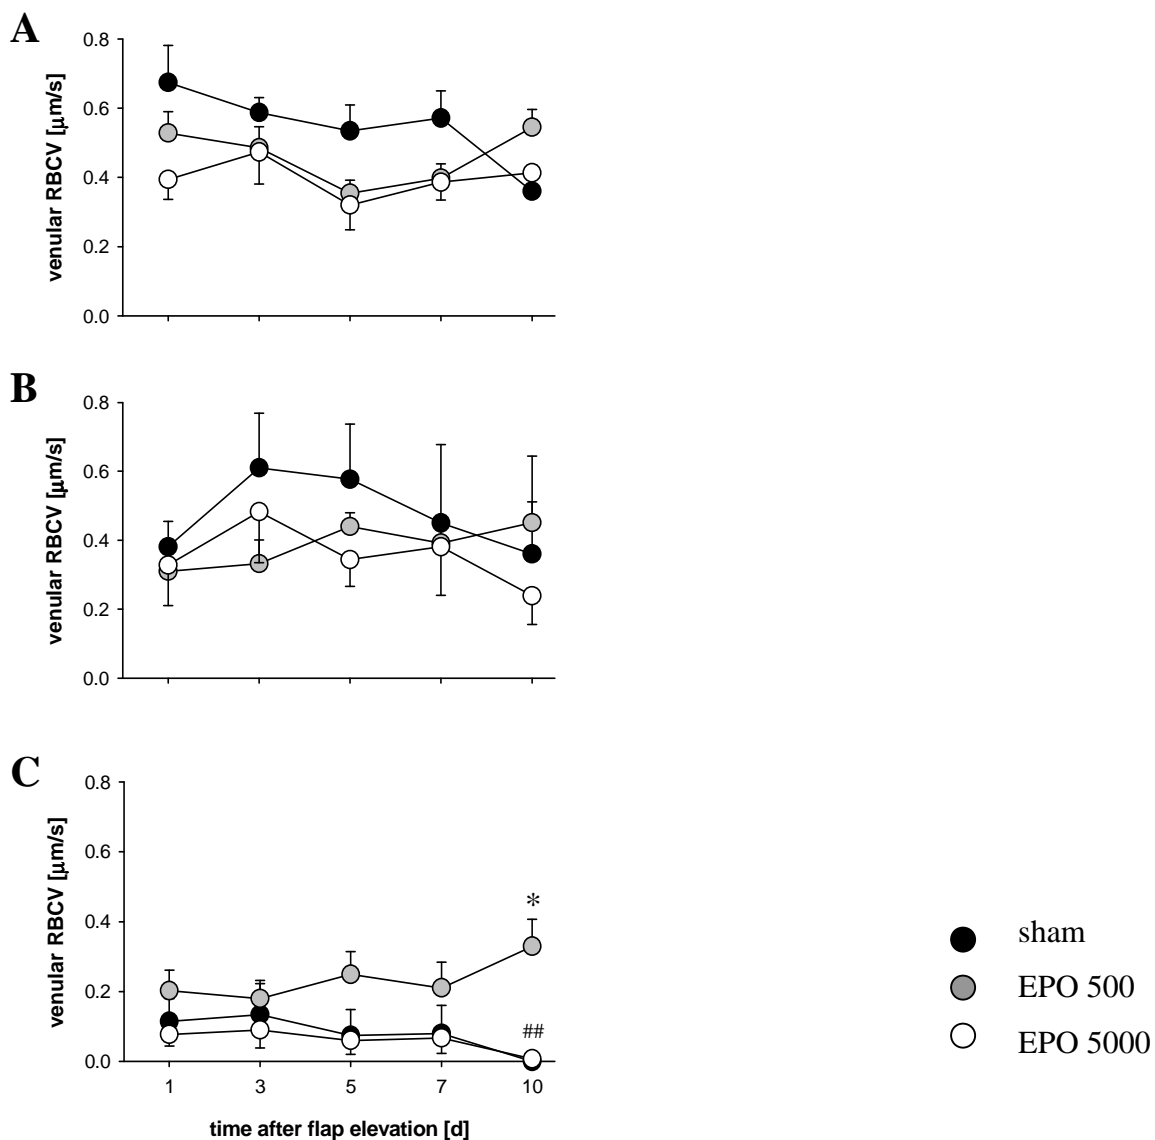 A
venular RBCV [μm/s]
0.8
0.6
0.4
0.2
0.0
B
venular RBCV [μm/s]
0.8
0.6
0.4
0.2
0.0
C
venular RBCV [μm/s]
0.8
0.6
0.4
0.2
0.0
*
##
1 3 5 7 10
time after flap elevation [d]
sham
EPO 500
EPO 5000